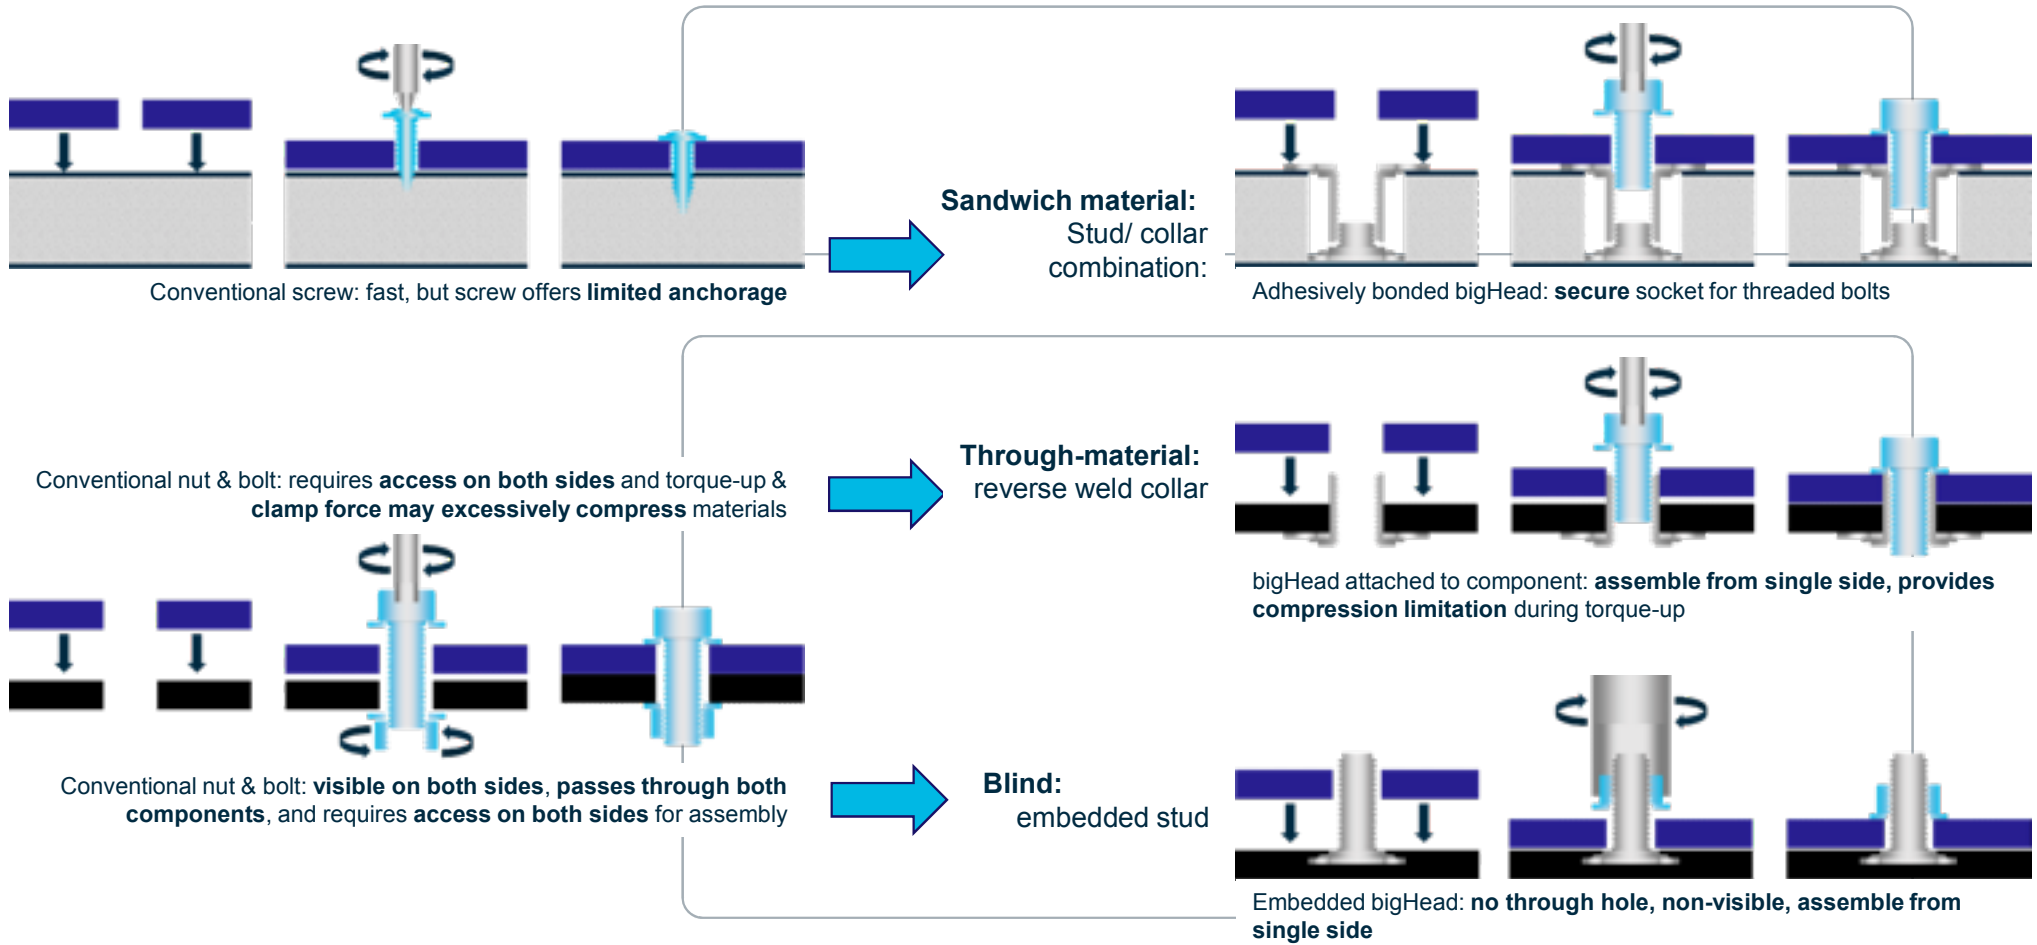 Conventional screw: fast, but screw offers limited anchorage
Sandwich material:
Stud/ collar
combination:
Adhesively bonded bigHead: secure socket for threaded bolts
Conventional nut & bolt: requires access on both sides and torque-up &
clamp force may excessively compress materials
Through-material:
reverse weld collar
bigHead attached to component: assemble from single side, provides
compression limitation during torque-up
Conventional nut & bolt: visible on both sides, passes through both
components, and requires access on both sides for assembly
Blind:
embedded stud
Embedded bigHead: no through hole, non-visible, assemble from
single side